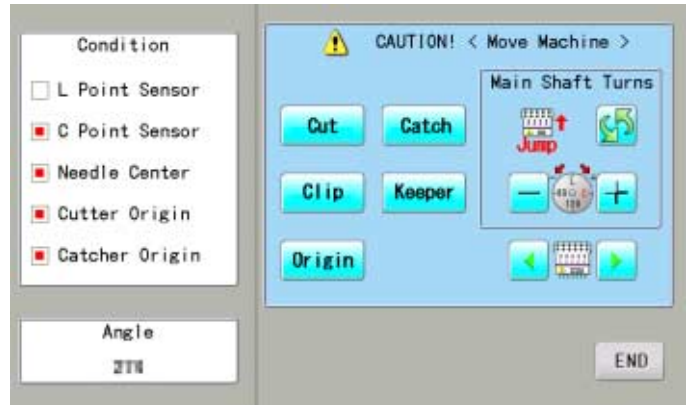 Condition
L Point Sensor
C Point Sensor
Needle Center
Cutter Origin
Catcher Origin
Angle
CAUTION! < Move Machine >
Main Shaft Turns
Cut
Catch
Jump
Clip
Keeper
Origin
END